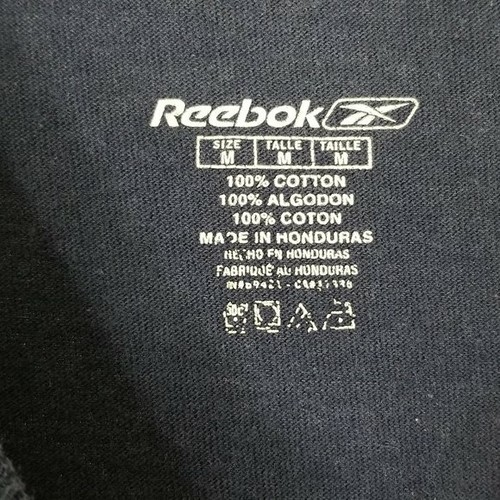 Reebok
SIZE TALLE TAILLE
M M M
100% COTTON
100% ALGODON
100% COTON
MADE IN HONDURAS
HECHO EN HONDURAS
FABRIQUÉ AU HONDURAS